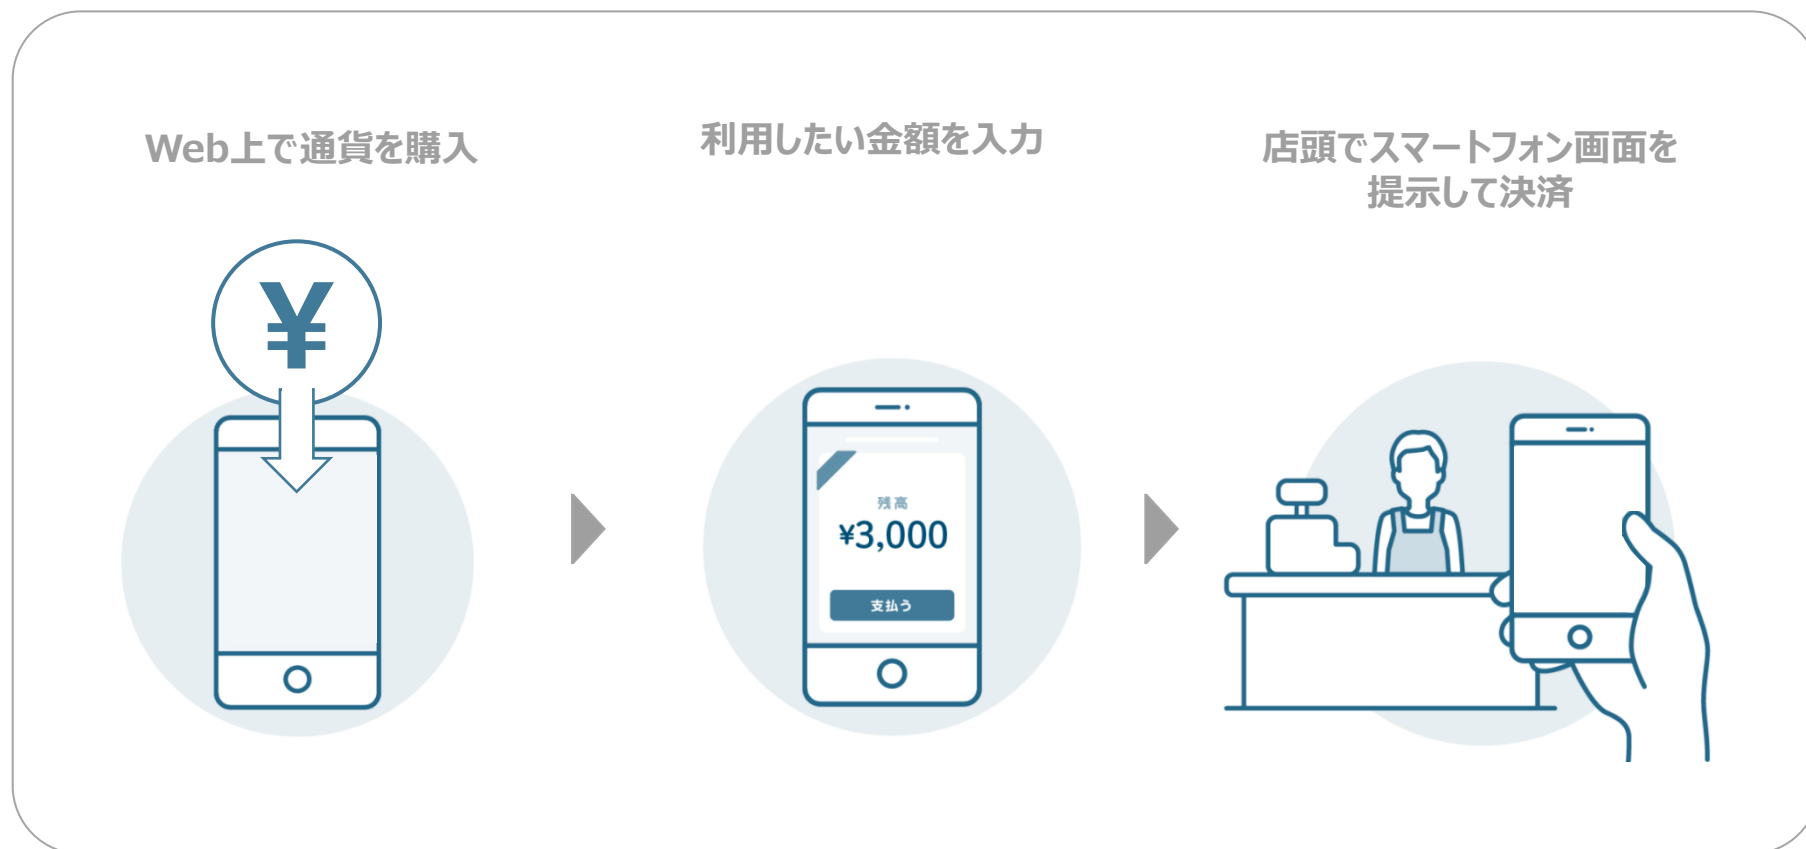 Web上で通貨を購入
利用したい金額を入力
店頭でスマートフォン画面を
提示して決済
¥
残高
¥3,000
支払う